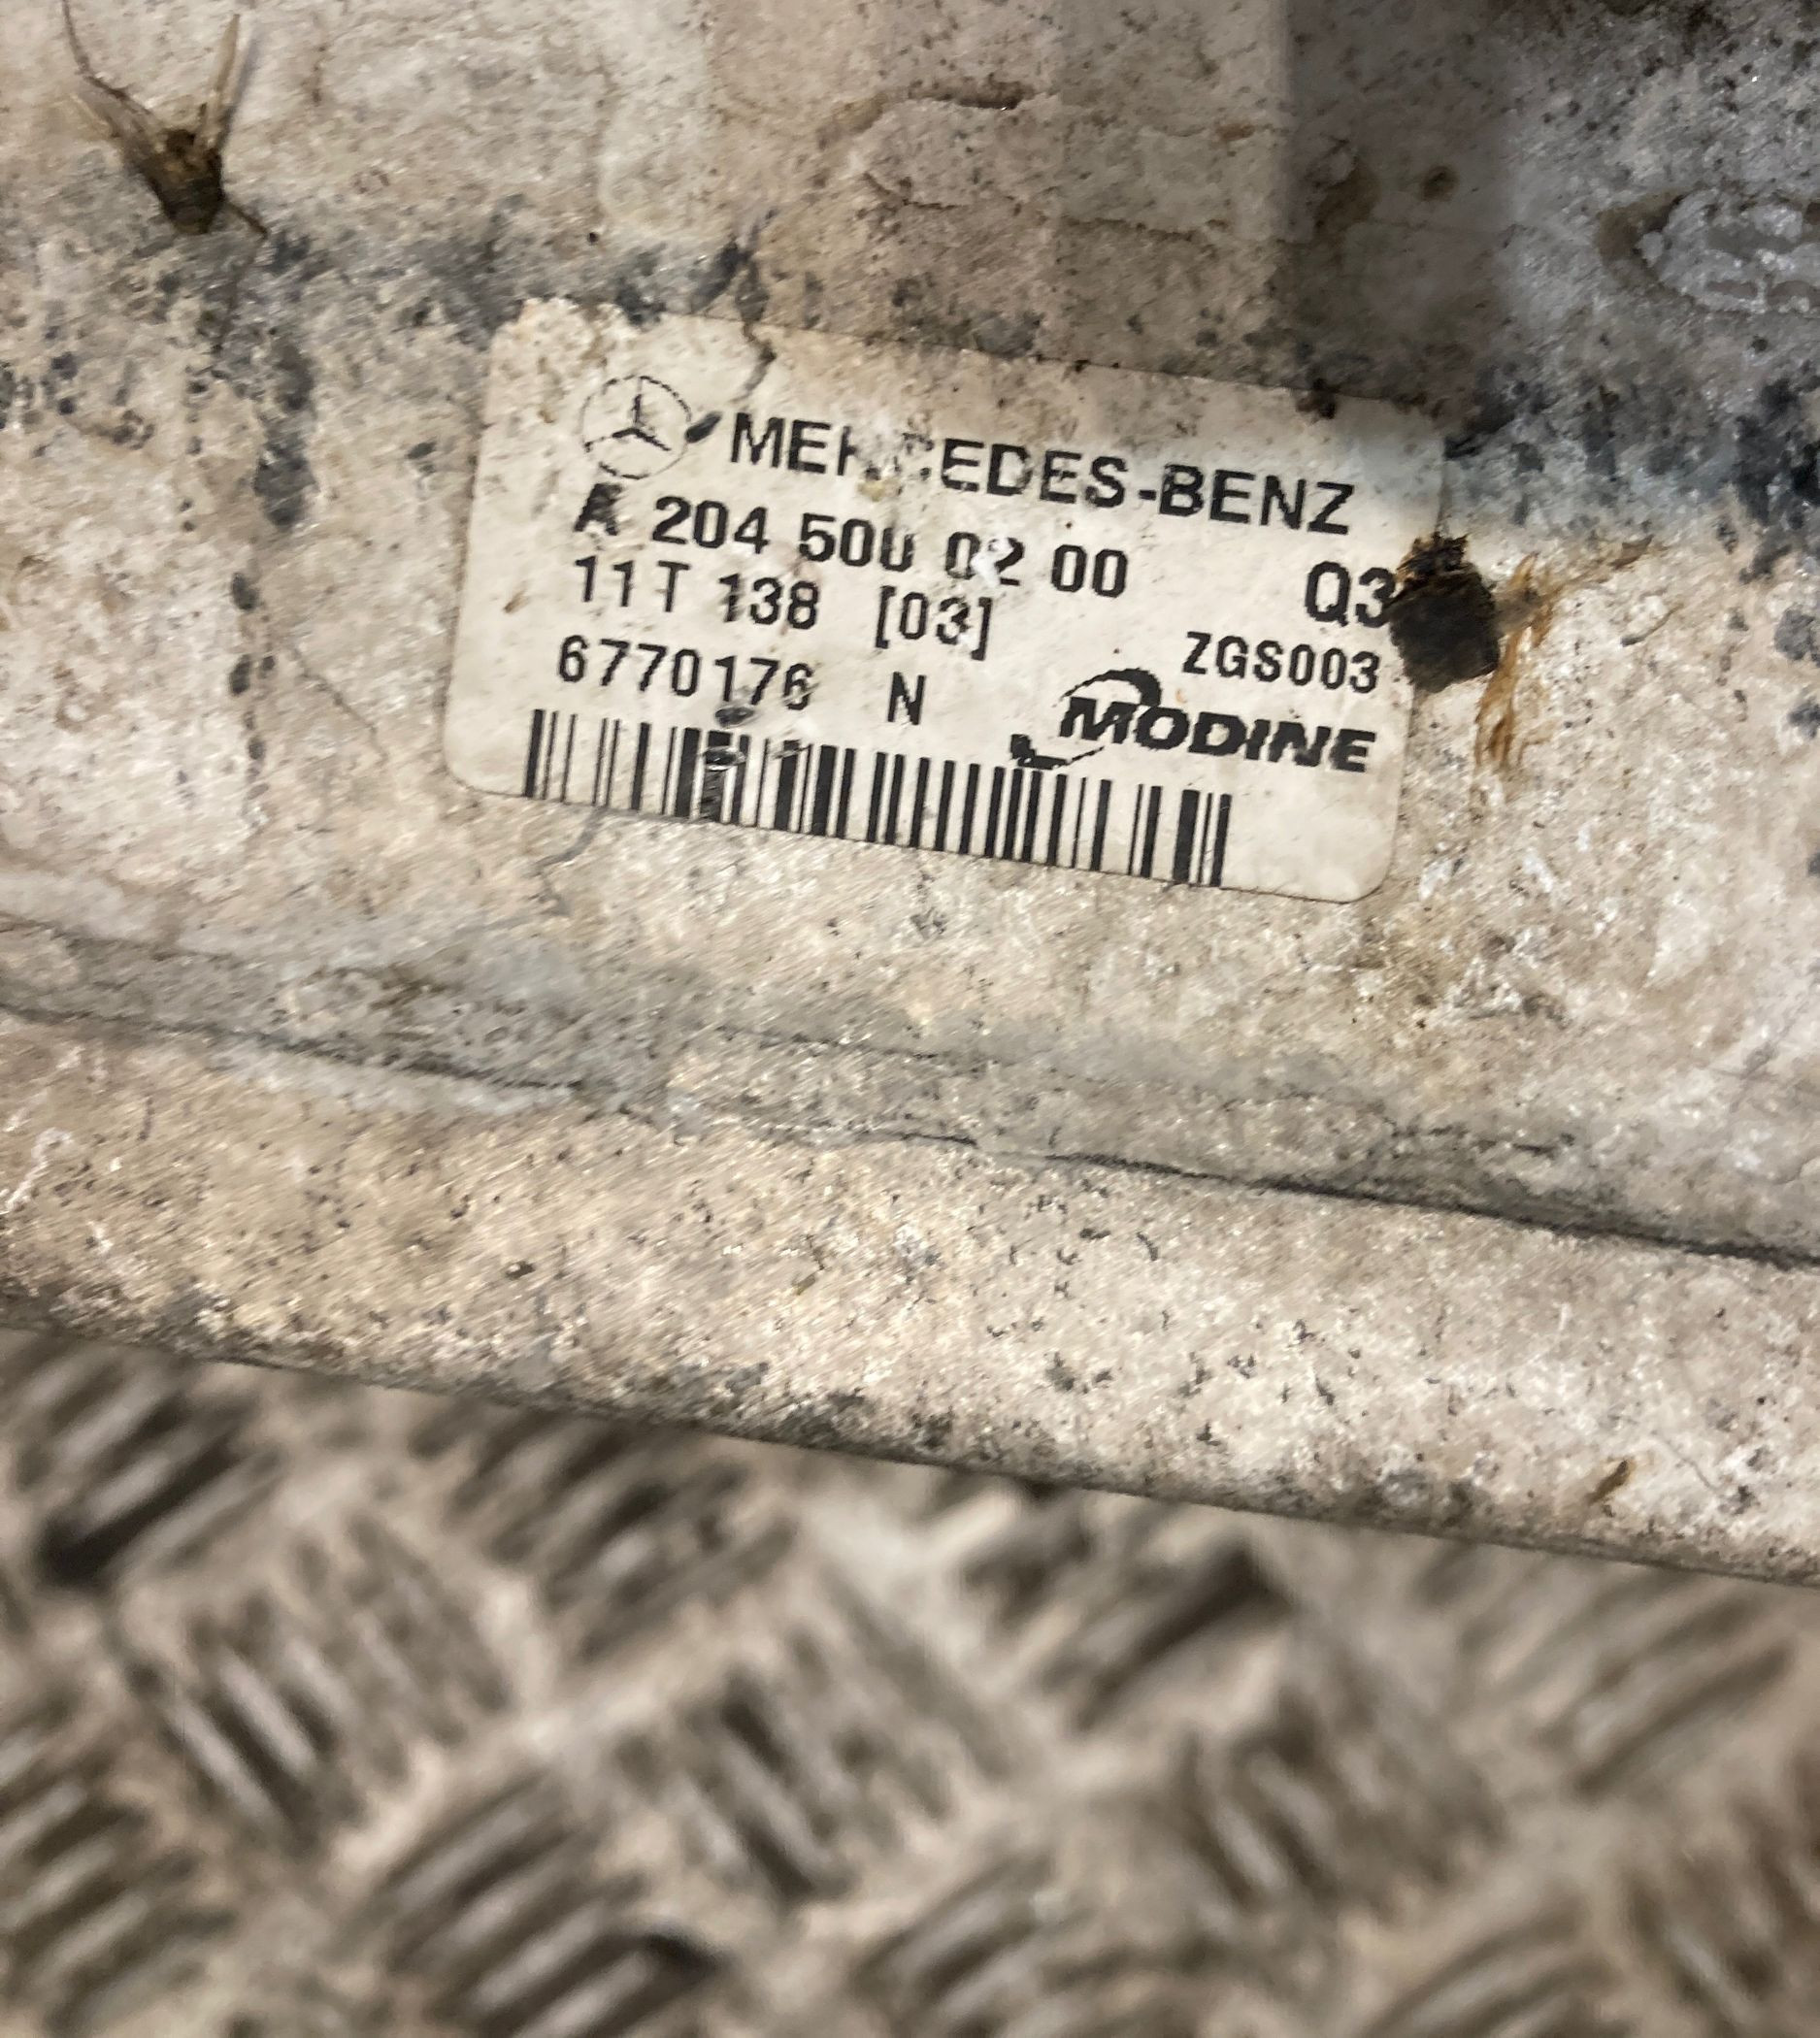 MERCEDES-BENZ
A 204 500 02 00 Q3
11T 138 [03] ZGS003
6770176 N MODINE